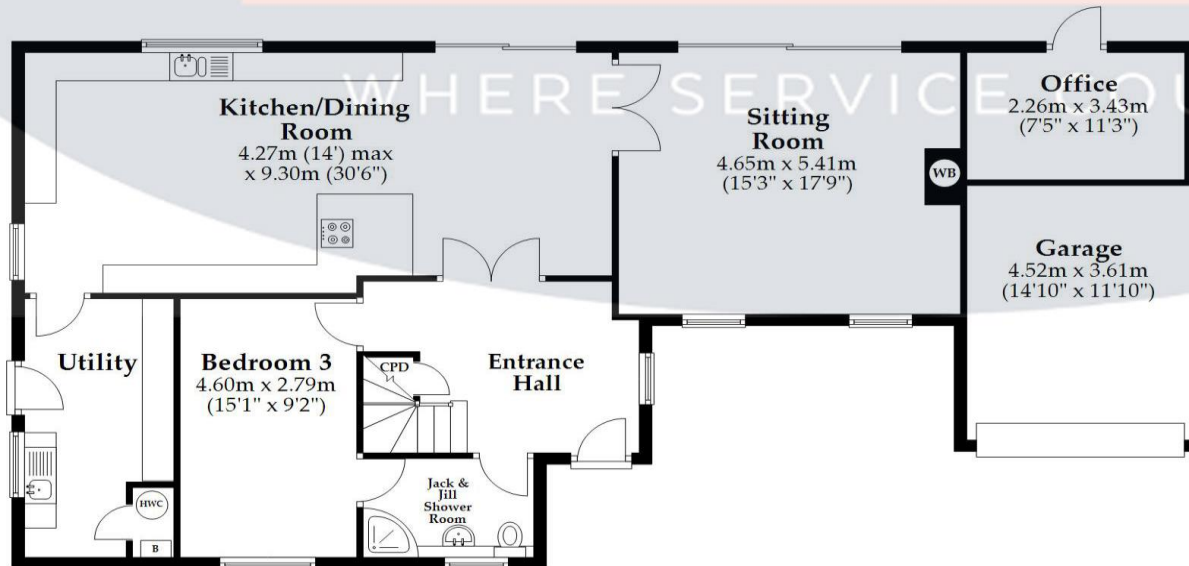 WHERE SERVICE
Kitchen/Dining
Room
4.27m (14') max
x 9.30m (30'6")
Sitting
Room
4.65m x 5.41m
(15'3" x 17'9")
WB
Office
2.26m x 3.43m
(7'5" x 11'3")
Garage
4.52m x 3.61m
(14'10" x 11'10")
Utility
Bedroom 3
4.60m x 2.79m
(15'1" x 9'2")
CPD
Entrance
Hall
Jack &
Jill
Shower
Room
HWC
B